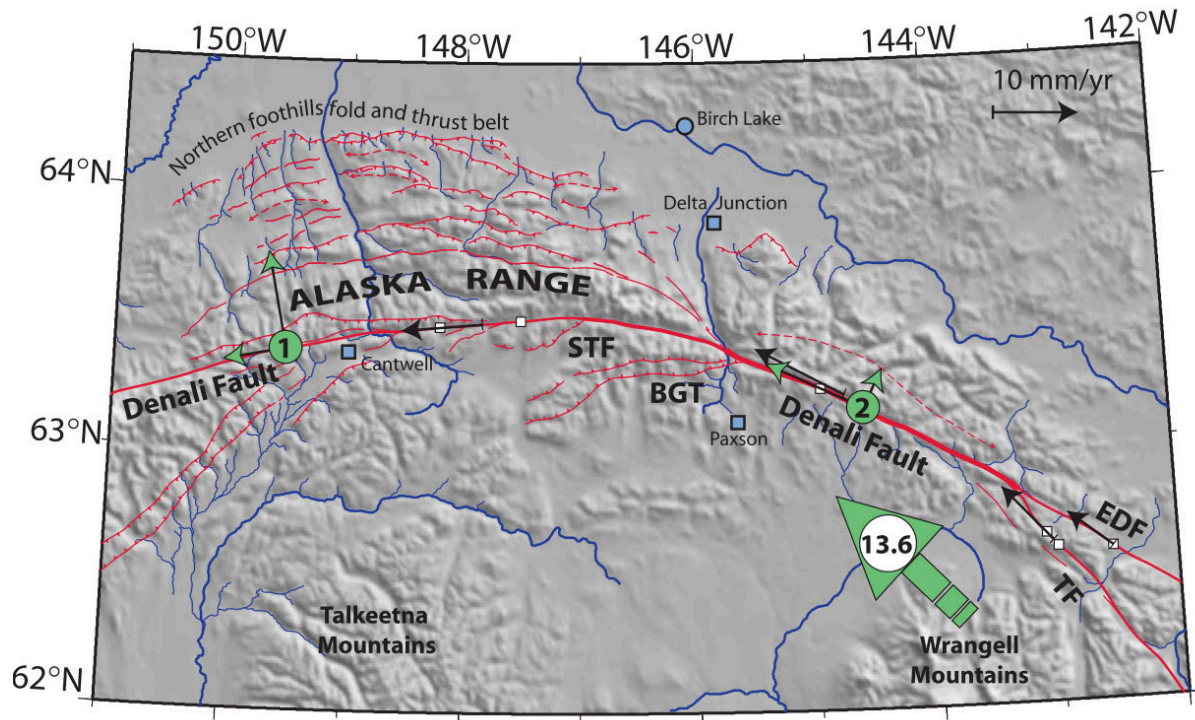 150°W
148°W
146°W
144°W
142°W
10 mm/yr
Northern foothills fold and thrust belt
Birch Lake
64°N
Delta Junction
ALASKA RANGE
1
STF
Cantwell
Denali Fault
BGT
2
Denali Fault
63°N
Paxson
EDF
13.6
TF
Talkeetna
Mountains
Wrangell
Mountains
62°N